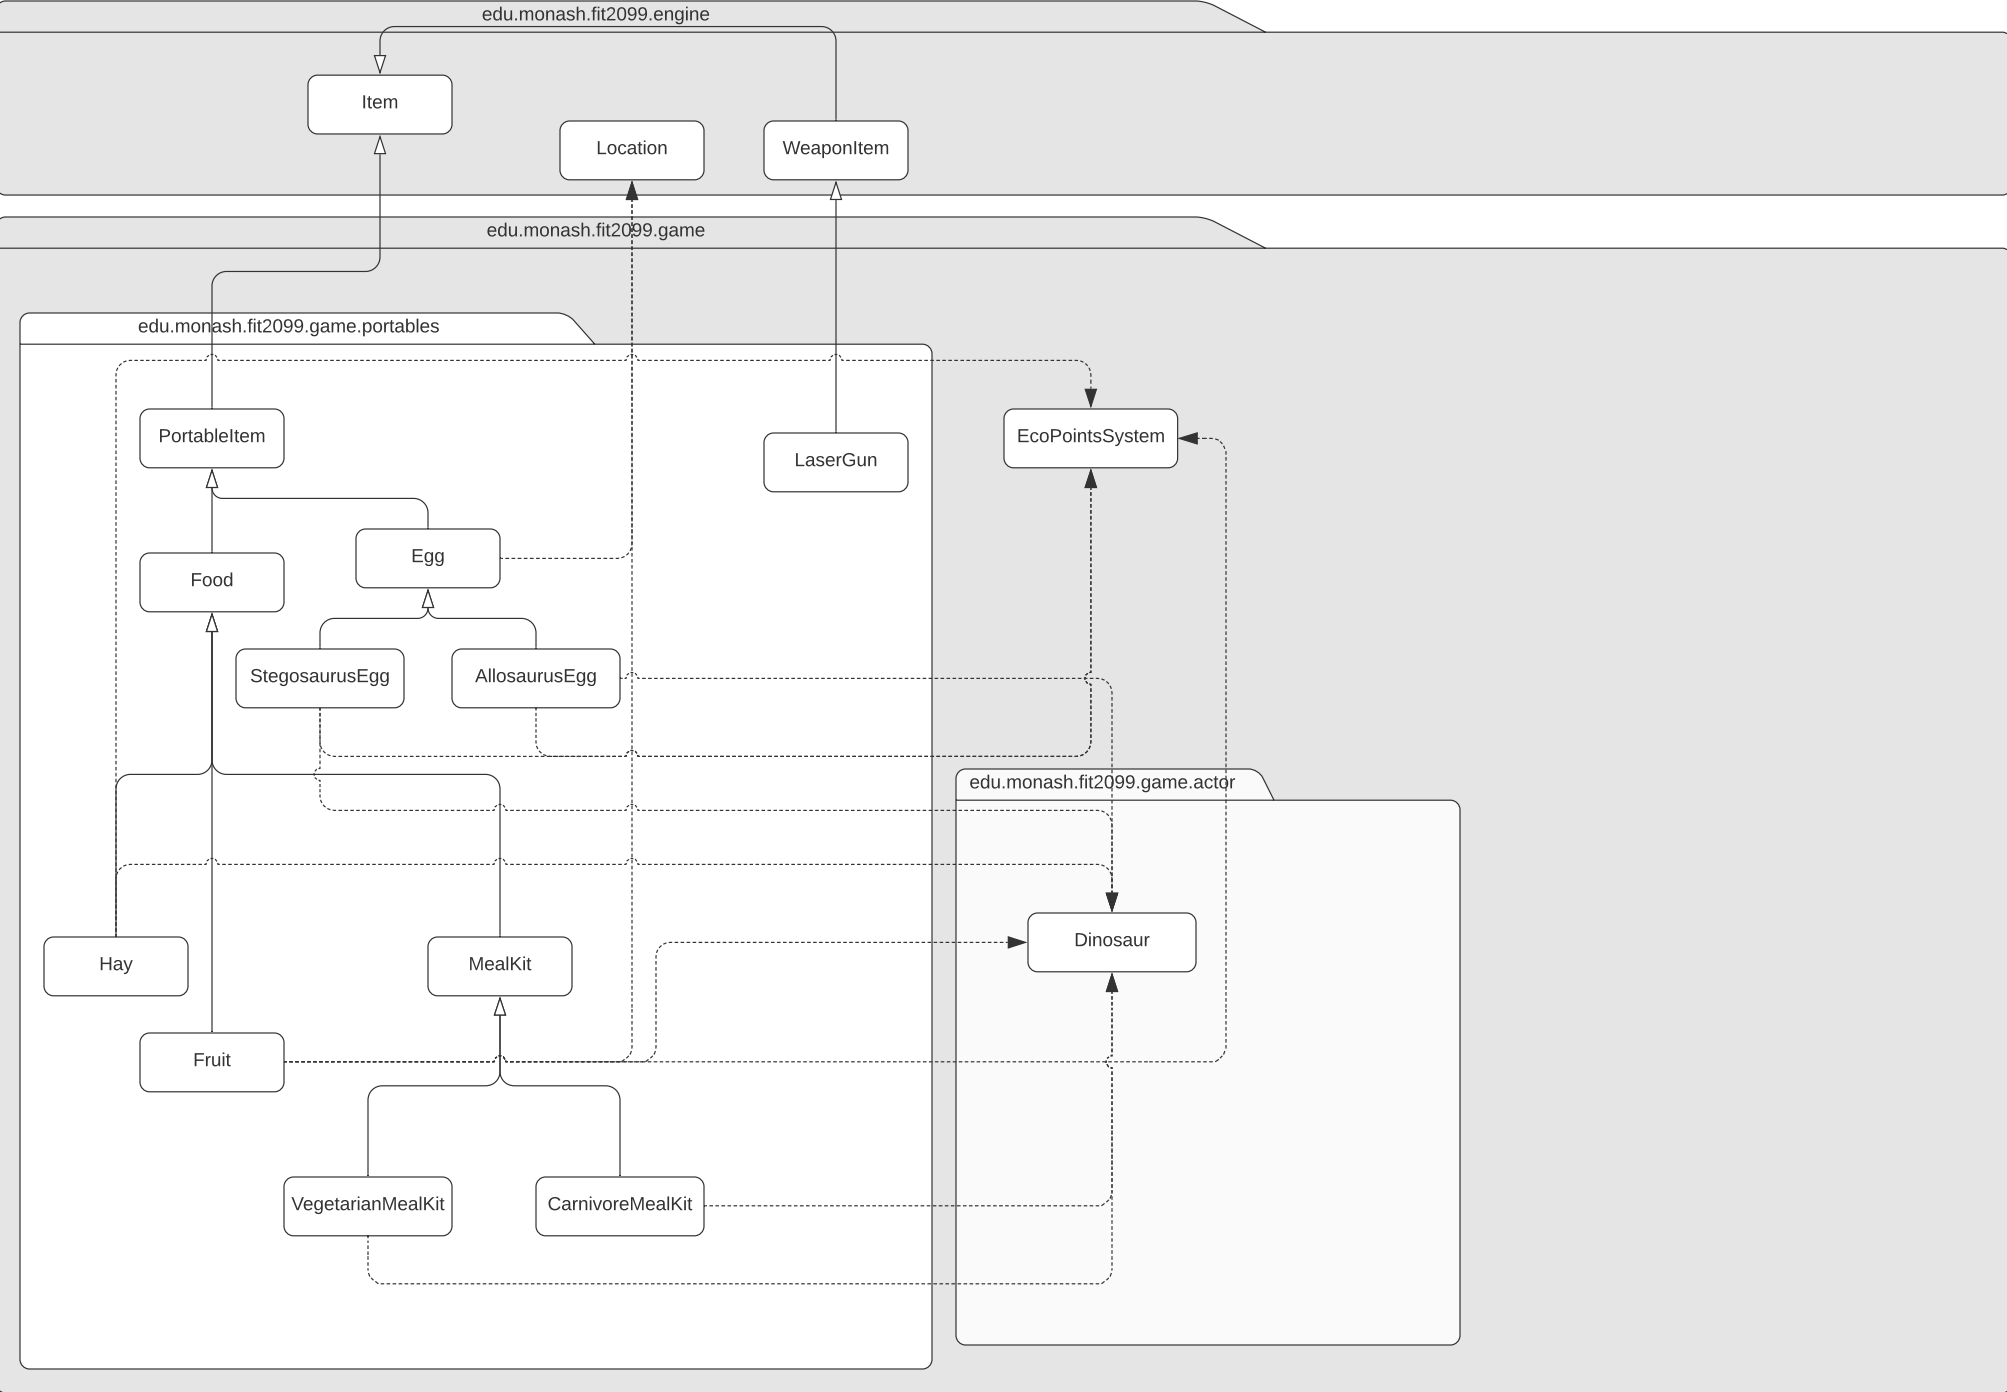 edu.monash.fit2099.engine
Item
Location
WeaponItem
edu.monash.fit2099.game
edu.monash.fit2099.game.portables
PortableItem
EcoPointsSystem
LaserGun
Egg
Food
StegosaurusEgg
AllosaurusEgg
edu.monash.fit2099.game.actor
Dinosaur
Hay
MealKit
Fruit
VegetarianMealKit
CarnivoreMealKit